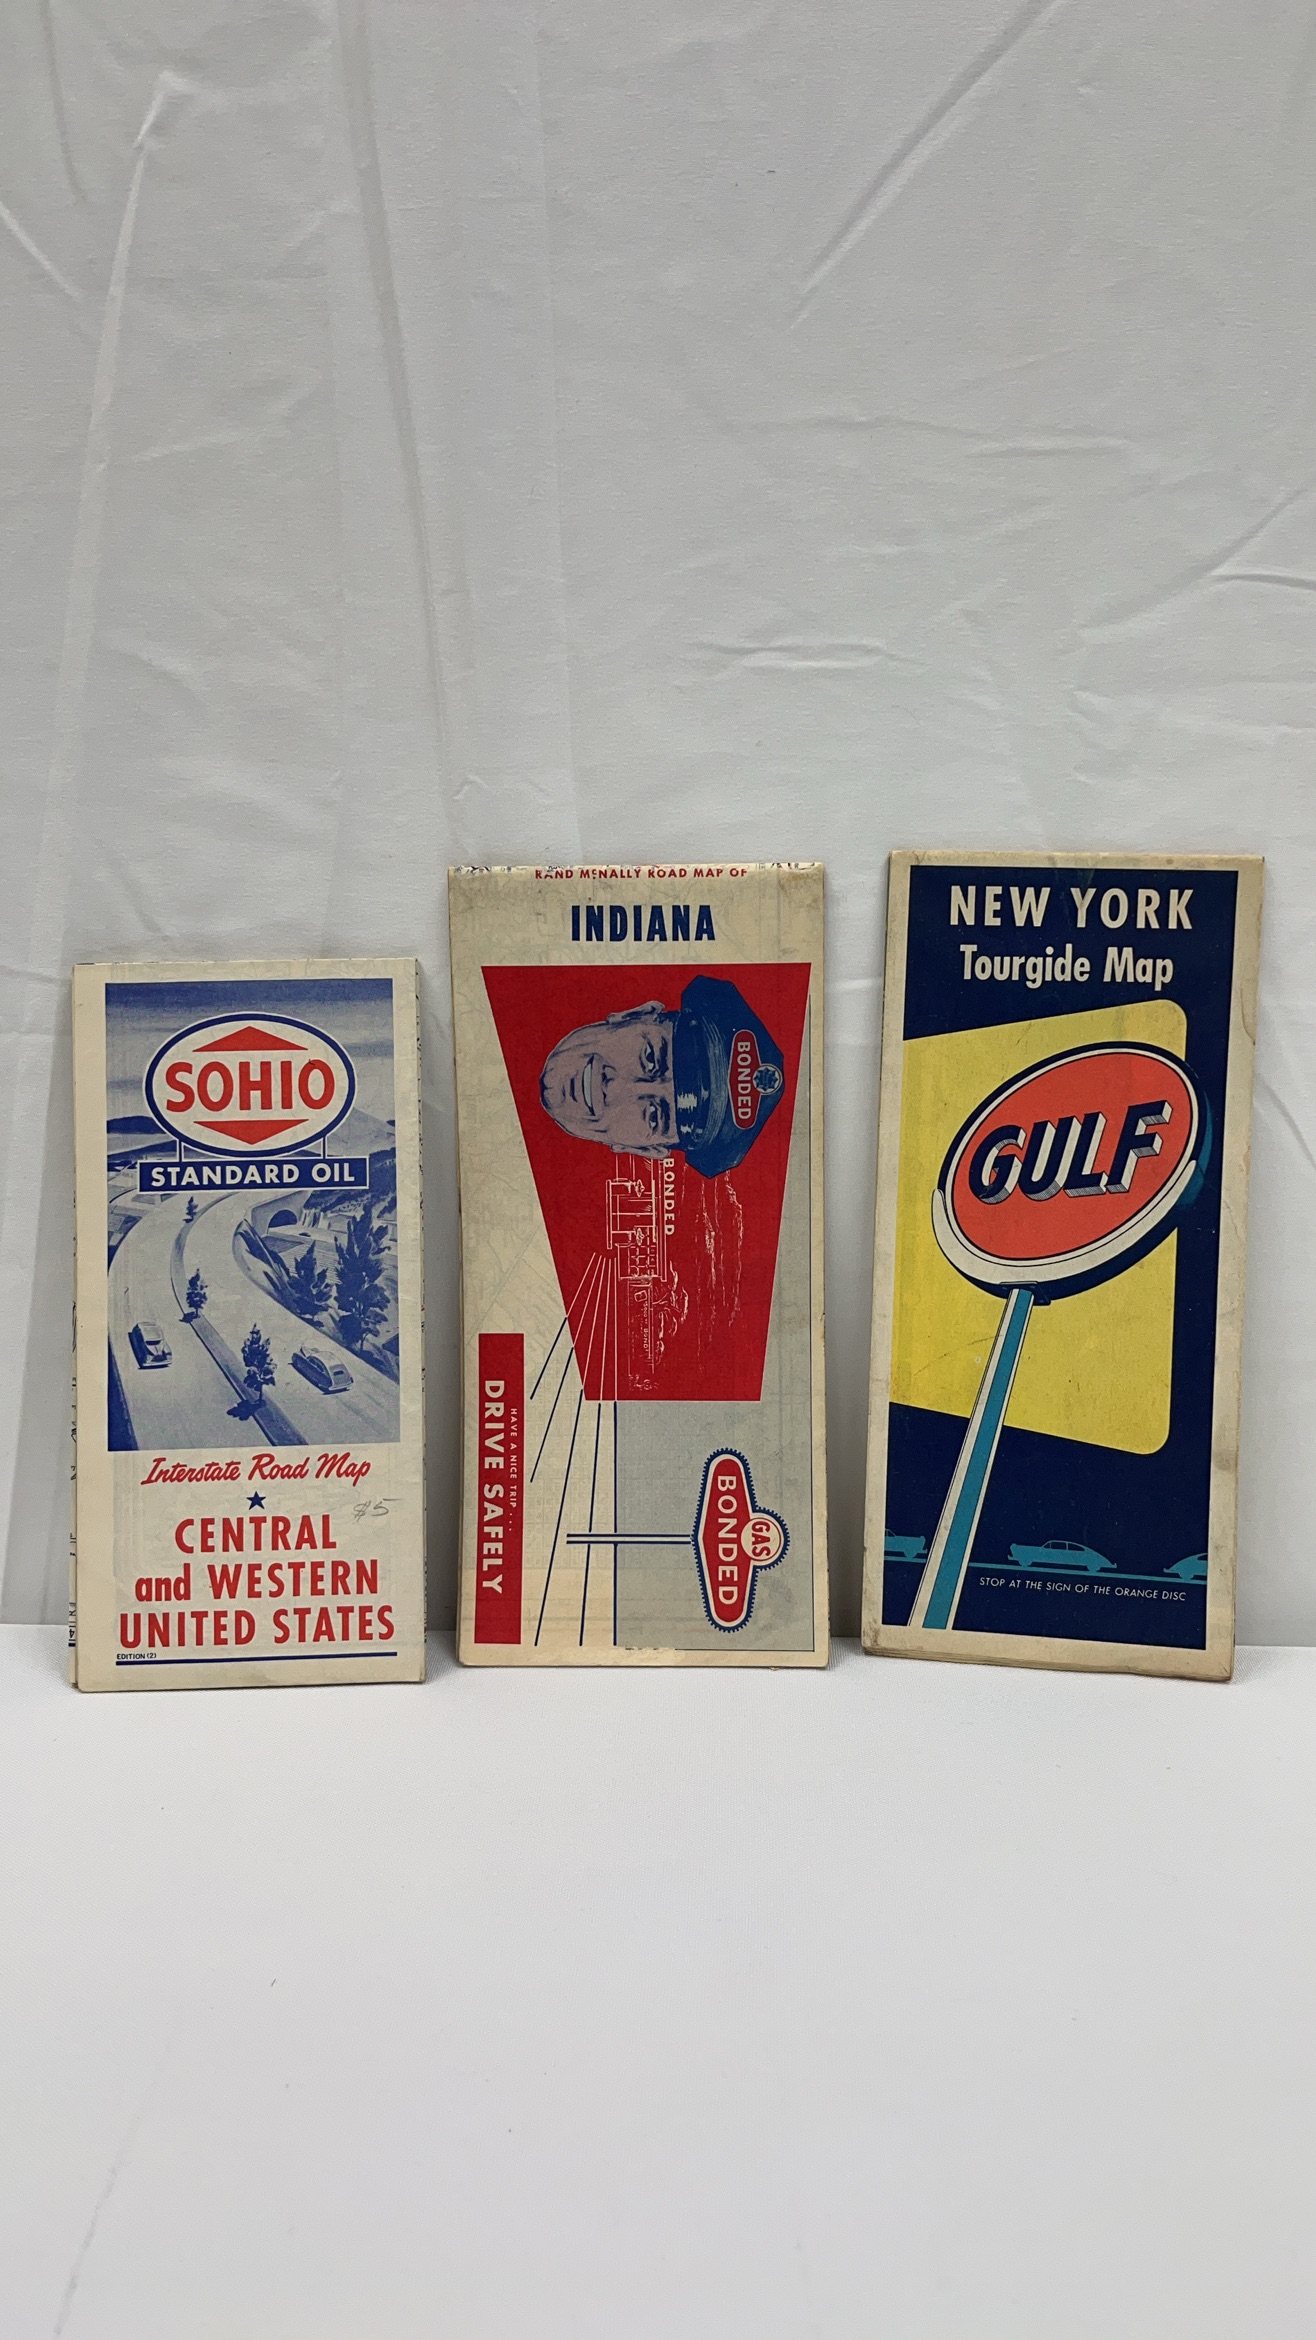 SOHIO
STANDARD OIL
Interstate Road Map
$5
CENTRAL
and WESTERN
UNITED STATES
EDITION (2)
RAND McNALLY ROAD MAP OF
INDIANA
BONDED
BONDED
HAVE A NICE TRIP...
DRIVE SAFELY
GAS
BONDED
NEW YORK
Tourgide Map
GULF
STOP AT THE SIGN OF THE ORANGE DISC